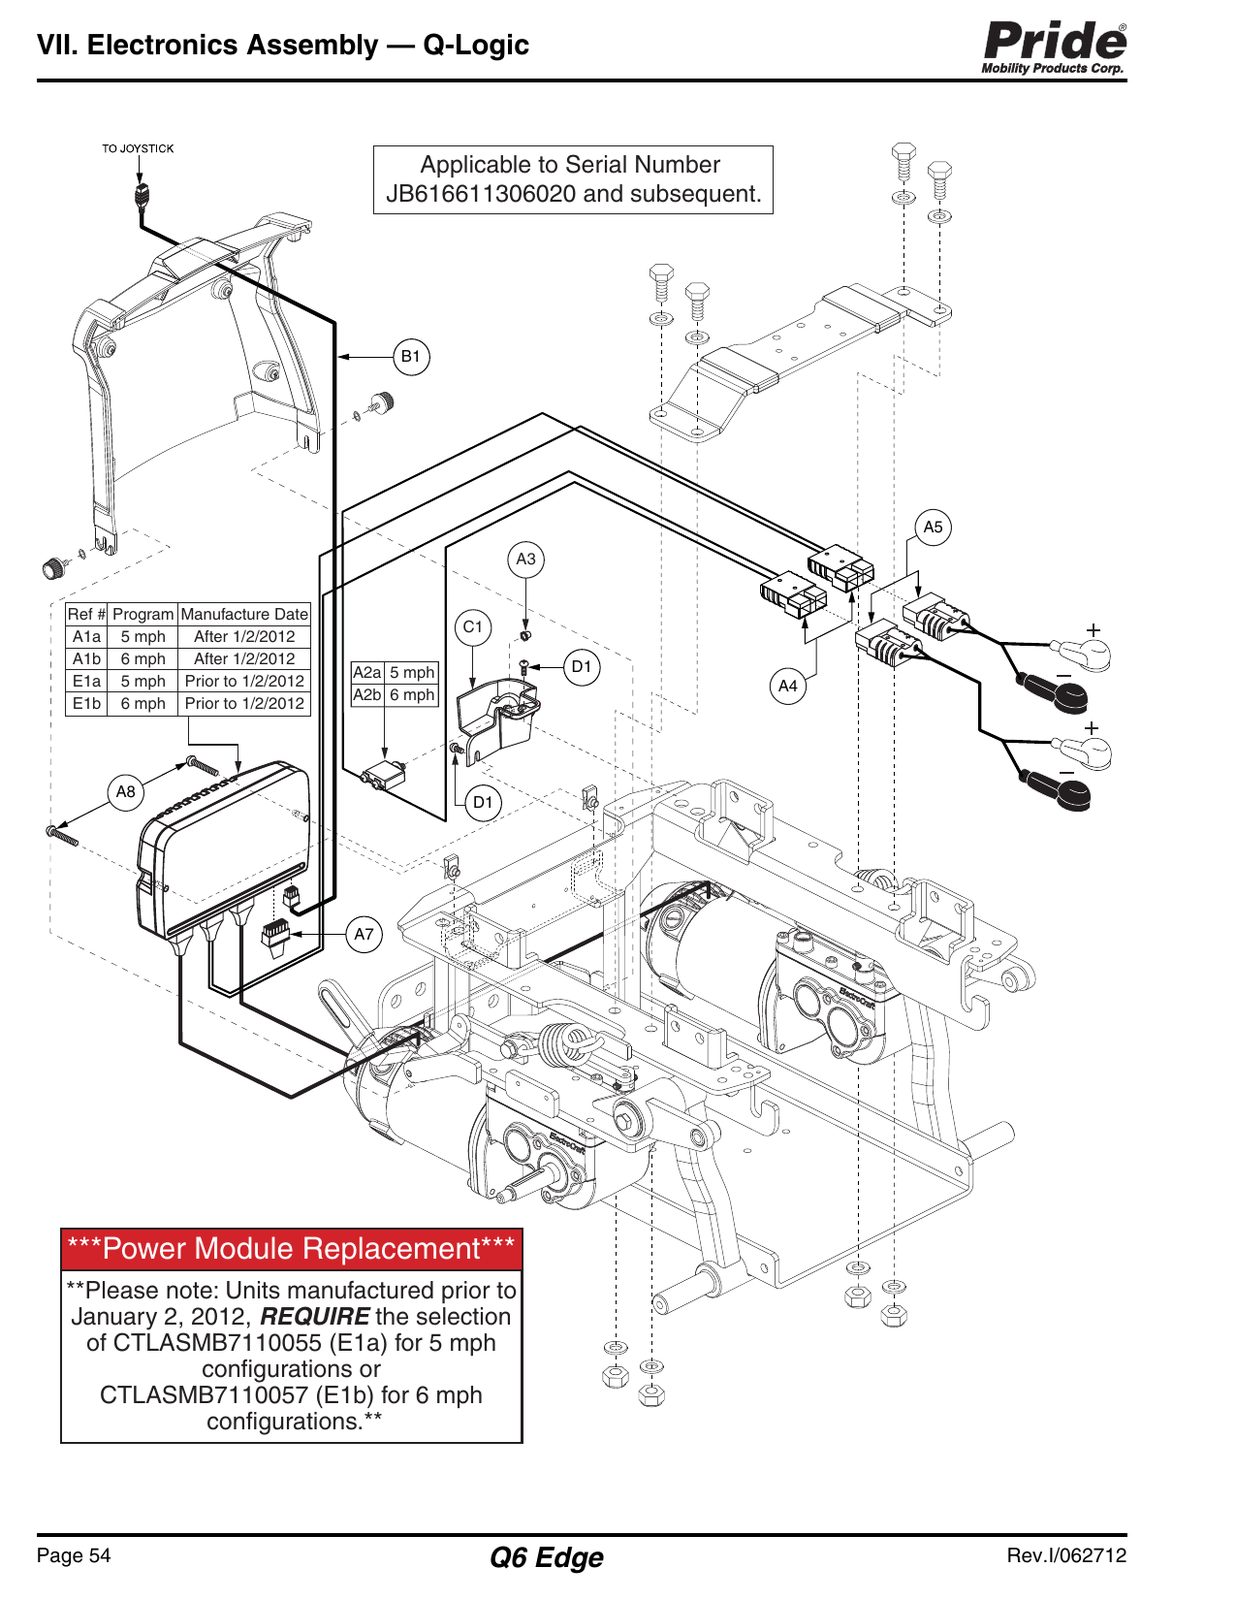 VII. Electronics Assembly — Q-Logic
Pride®
Mobility Products Corp.
TO JOYSTICK
Applicable to Serial Number
JB616611306020 and subsequent.
B1
A5
A3
C1
D1
A4
Ref # Program Manufacture Date
A1a 5 mph After 1/2/2012
A1b 6 mph After 1/2/2012
E1a 5 mph Prior to 1/2/2012
E1b 6 mph Prior to 1/2/2012
A2a 5 mph
A2b 6 mph
+
–
+
–
A8
D1
A7
ElectroCraft
ElectroCraft
***Power Module Replacement***
**Please note: Units manufactured prior to
January 2, 2012, REQUIRE the selection
of CTLASMB7110055 (E1a) for 5 mph
configurations or
CTLASMB7110057 (E1b) for 6 mph
configurations.**
Page 54
Q6 Edge
Rev.I/062712